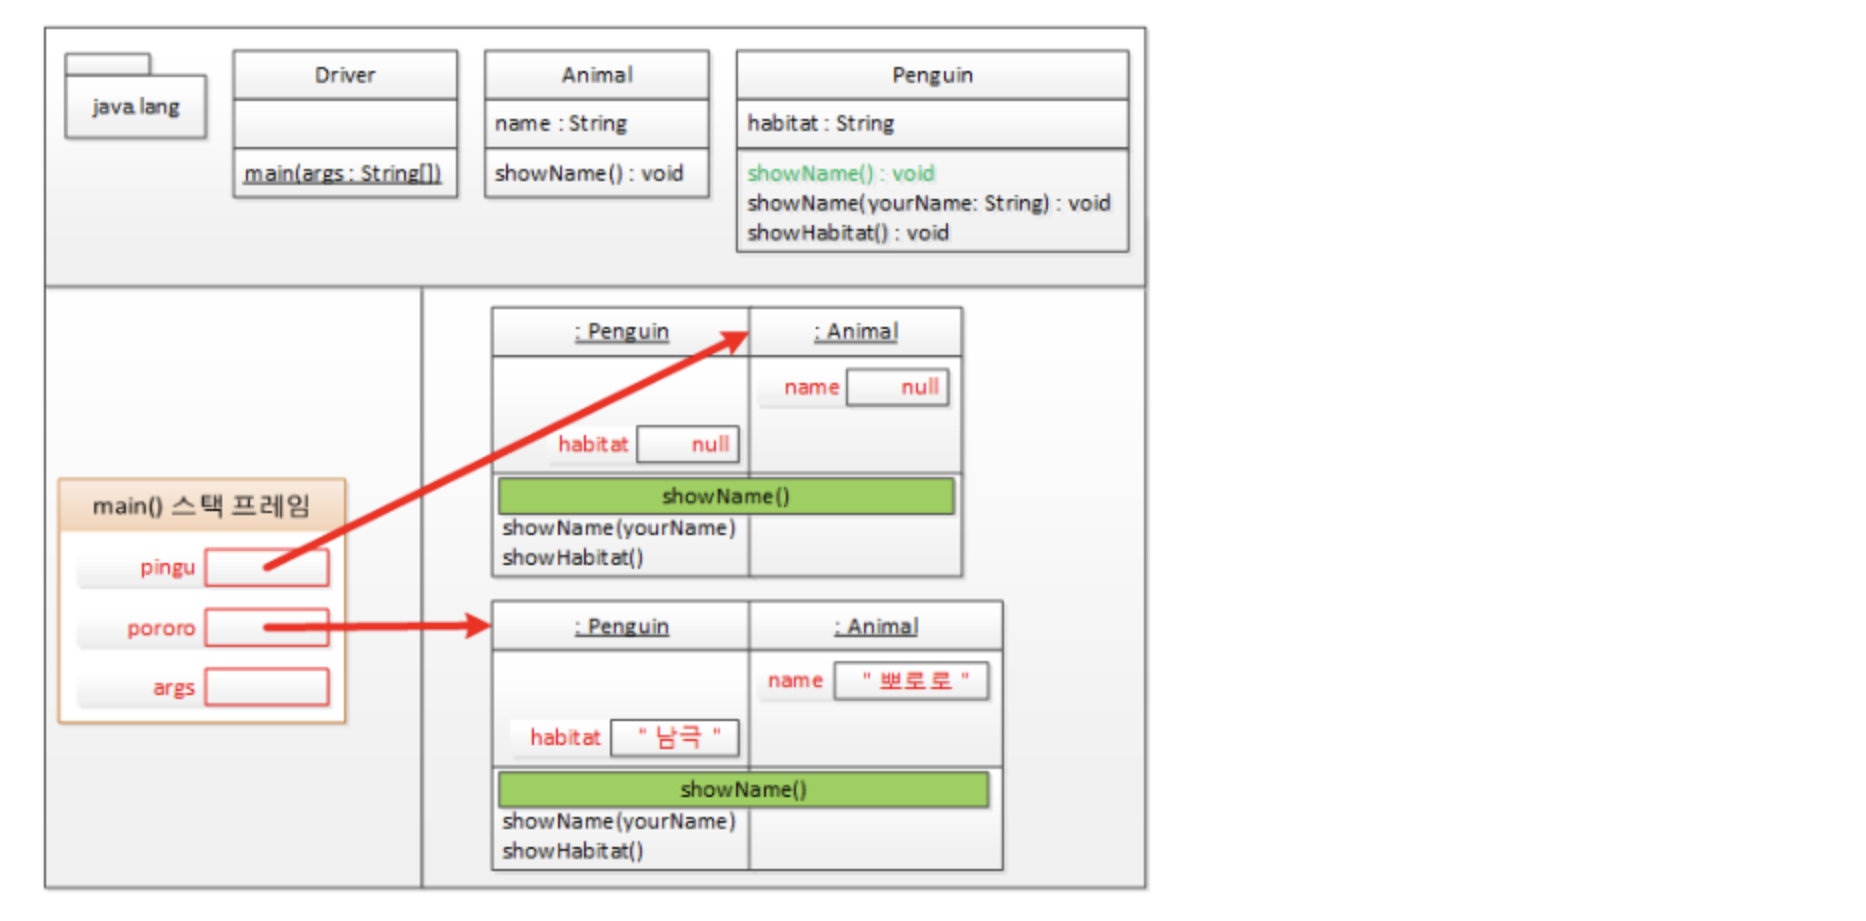 java.lang
Driver
main(args : String[])
Animal
name : String
showName() : void
Penguin
habitat : String
showName() : void
showName(yourName: String) : void
showHabitat() : void
main() 스택 프레임
pingu
pororo
args
: Penguin
: Animal
name null
habitat null
showName()
showName(yourName)
showHabitat()
: Penguin
: Animal
name " 뽀로로 "
habitat " 남극 "
showName()
showName(yourName)
showHabitat()